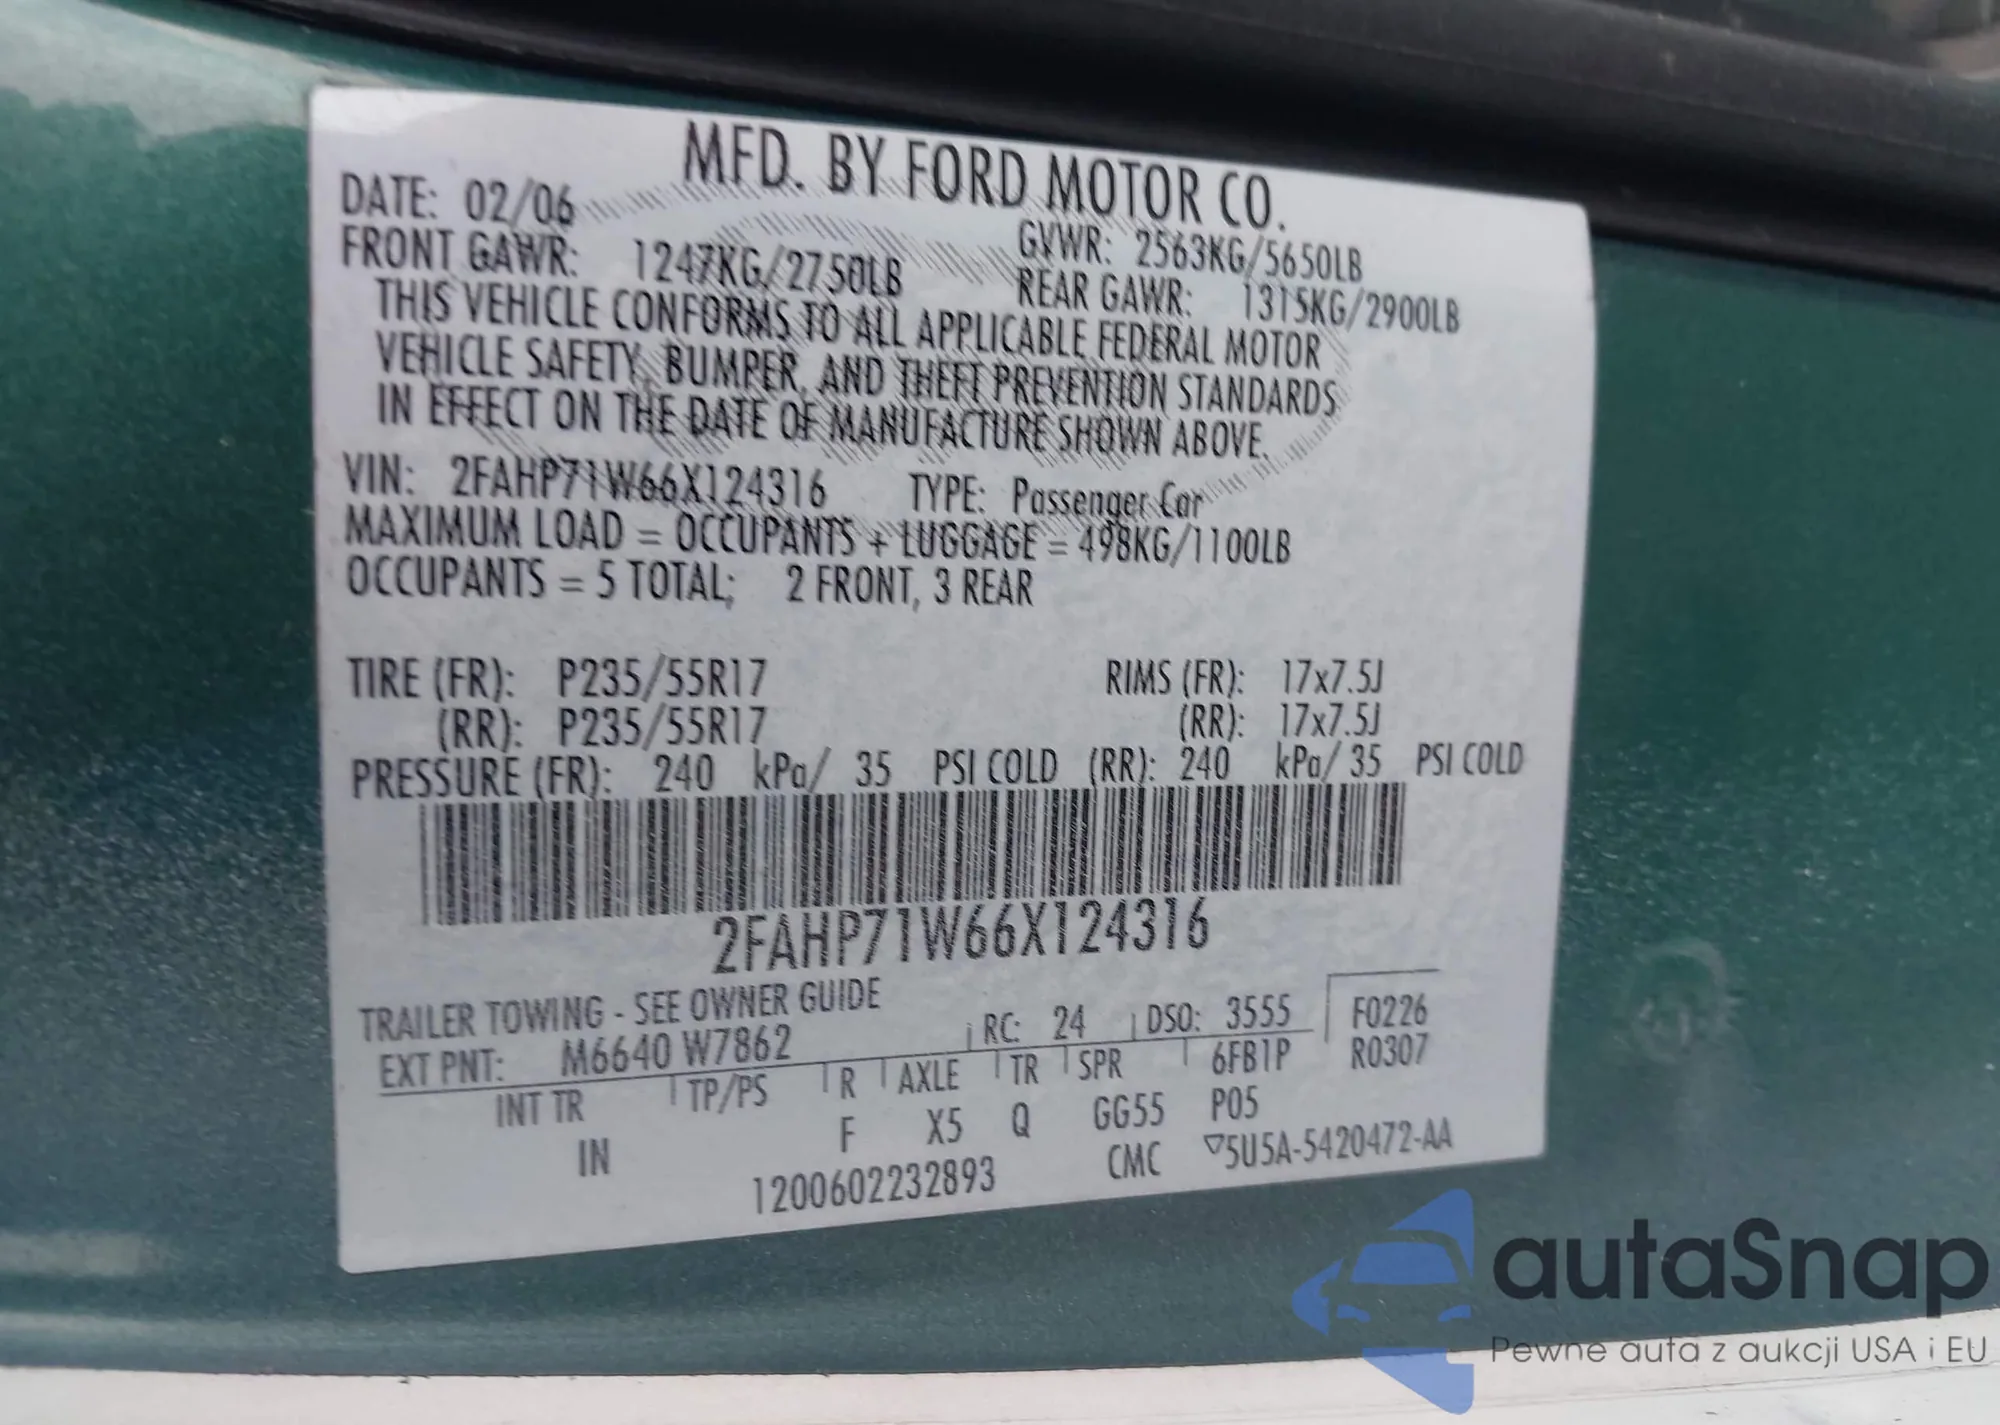 MFD. BY FORD MOTOR CO.
DATE: 02/06 GVWR: 2563KG/5650LB
FRONT GAWR: 1247KG/2750LB REAR GAWR: 1315KG/2900LB
THIS VEHICLE CONFORMS TO ALL APPLICABLE FEDERAL MOTOR
VEHICLE SAFETY, BUMPER, AND THEFT PREVENTION STANDARDS
IN EFFECT ON THE DATE OF MANUFACTURE SHOWN ABOVE.
VIN: 2FAHP71W66X124316 TYPE: Passenger Car
MAXIMUM LOAD = OCCUPANTS + LUGGAGE = 498KG/1100LB
OCCUPANTS = 5 TOTAL; 2 FRONT, 3 REAR
TIRE (FR): P235/55R17 RIMS (FR): 17x7.5J
(RR): P235/55R17 (RR): 17x7.5J
PRESSURE (FR): 240 kPa/ 35 PSI COLD (RR): 240 kPa/ 35 PSI COLD
2FAHP71W66X124316
TRAILER TOWING - SEE OWNER GUIDE
EXT PNT: M6640 W7862 RC: 24 DSO: 3555 F0226
INT TR TP/PS R AXLE TR SPR 6FB1P R0307
IN F X5 Q GG55 P05
1200602232893 CMC ▽5U5A-5420472-AA
autaSnap
Pewne auta z aukcji USA i EU